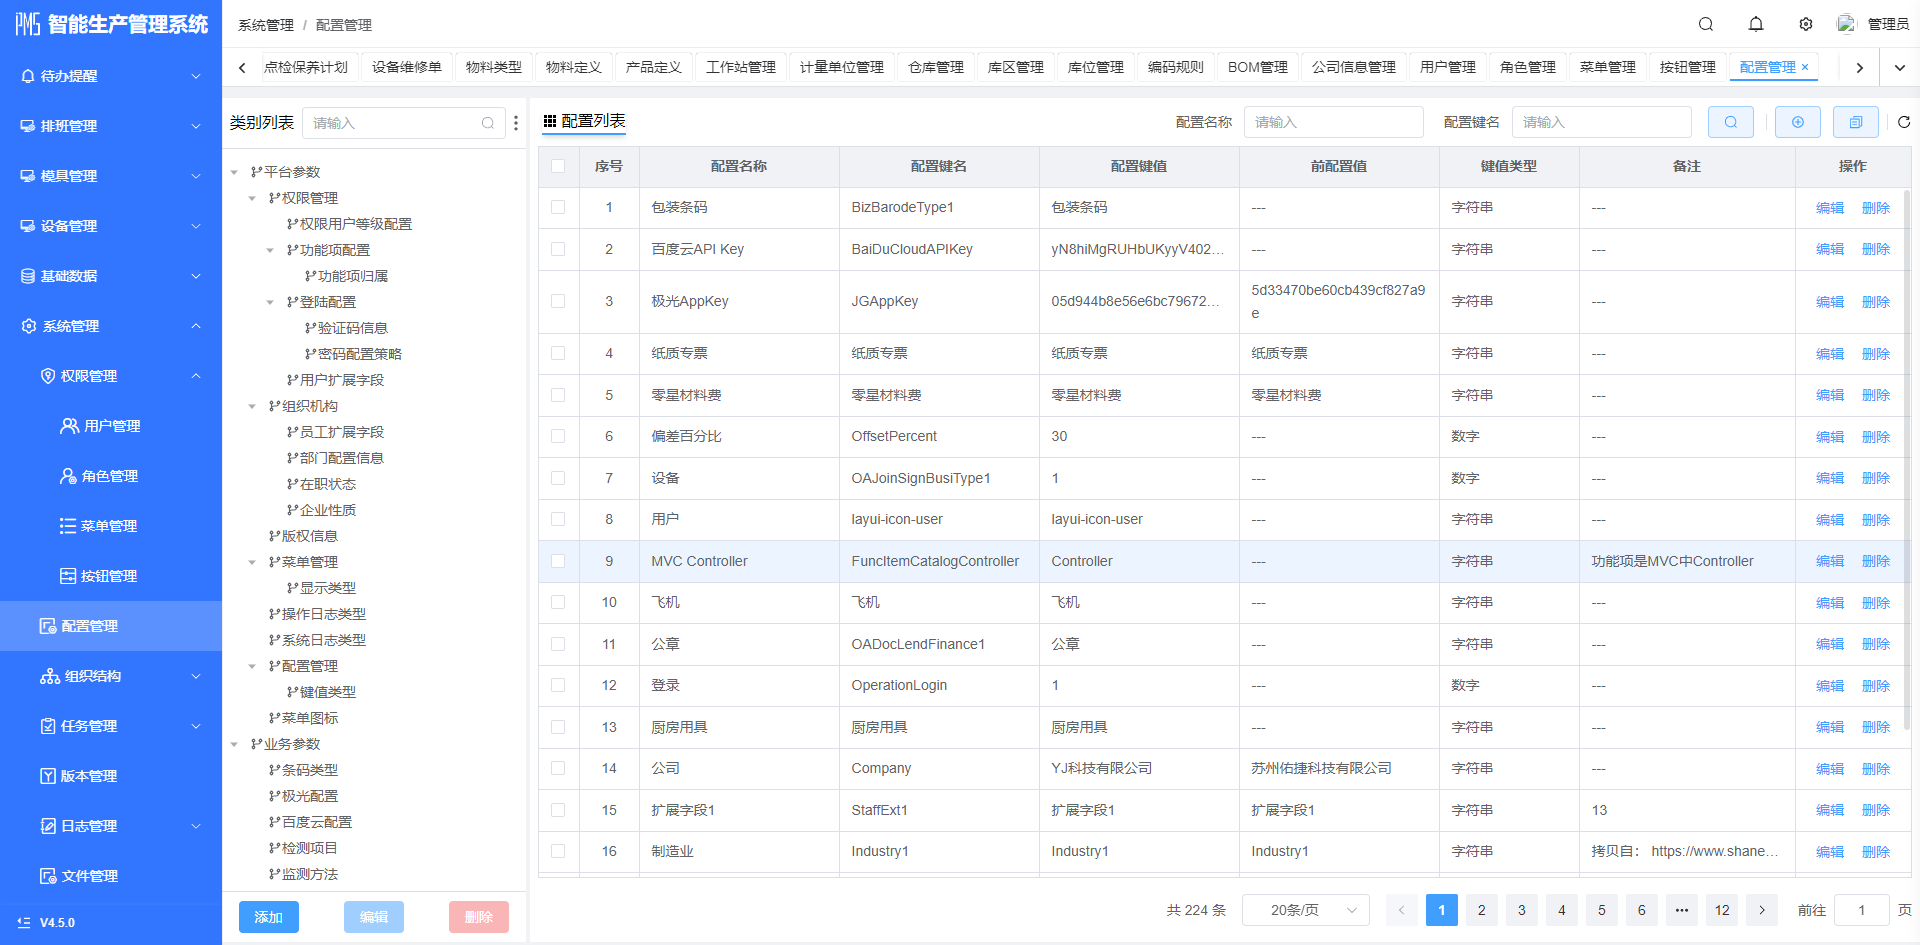 PMS 智能生产管理系统
待办提醒
排班管理
模具管理
设备管理
基础数据
系统管理
权限管理
用户管理
角色管理
菜单管理
按钮管理
配置管理
组织结构
任务管理
版本管理
日志管理
文件管理
V4.5.0
系统管理 / 配置管理
管理员
点检保养计划 设备维修单 物料类型 物料定义 产品定义 工作站管理 计量单位管理 仓库管理 库区管理 库位管理 编码规则 BOM管理 公司信息管理 用户管理 角色管理 菜单管理 按钮管理 配置管理 ×
类别列表 请输入
平台参数
权限管理
权限用户等级配置
功能项配置
功能项归属
登陆配置
验证码信息
密码配置策略
用户扩展字段
组织机构
员工扩展字段
部门配置信息
在职状态
企业性质
版权信息
菜单管理
显示类型
操作日志类型
系统日志类型
配置管理
键值类型
菜单图标
业务参数
条码类型
极光配置
百度云配置
检测项目
监测方法
添加 编辑 删除
配置列表 配置名称 请输入 配置键名 请输入
序号 配置名称 配置键名 配置键值 前配置值 键值类型 备注 操作
1 包装条码 BizBarodeType1 包装条码 --- 字符串 --- 编辑 删除
2 百度云API Key BaiDuCloudAPIKey yN8hiMgRUHbUKyyV402... --- 字符串 --- 编辑 删除
3 极光AppKey JGAppKey 05d944b8e56e6bc79672... 5d33470be60cb439cf827a9e 字符串 --- 编辑 删除
4 纸质专票 纸质专票 纸质专票 纸质专票 字符串 --- 编辑 删除
5 零星材料费 零星材料费 零星材料费 零星材料费 字符串 --- 编辑 删除
6 偏差百分比 OffsetPercent 30 --- 数字 --- 编辑 删除
7 设备 OAJoinSignBusiType1 1 --- 数字 --- 编辑 删除
8 用户 layui-icon-user layui-icon-user --- 字符串 --- 编辑 删除
9 MVC Controller FuncItemCatalogController Controller --- 字符串 功能项是MVC中Controller 编辑 删除
10 飞机 飞机 飞机 --- 字符串 --- 编辑 删除
11 公章 OADocLendFinance1 公章 --- 字符串 --- 编辑 删除
12 登录 OperationLogin 1 --- 数字 --- 编辑 删除
13 厨房用具 厨房用具 厨房用具 --- 字符串 --- 编辑 删除
14 公司 Company YJ科技有限公司 苏州佑捷科技有限公司 字符串 --- 编辑 删除
15 扩展字段1 StaffExt1 扩展字段1 扩展字段1 字符串 13 编辑 删除
16 制造业 Industry1 Industry1 Industry1 字符串 拷贝自： https://www.shane... 编辑 删除
共 224 条 20条/页 1 2 3 4 5 6 ••• 12 前往 1 页